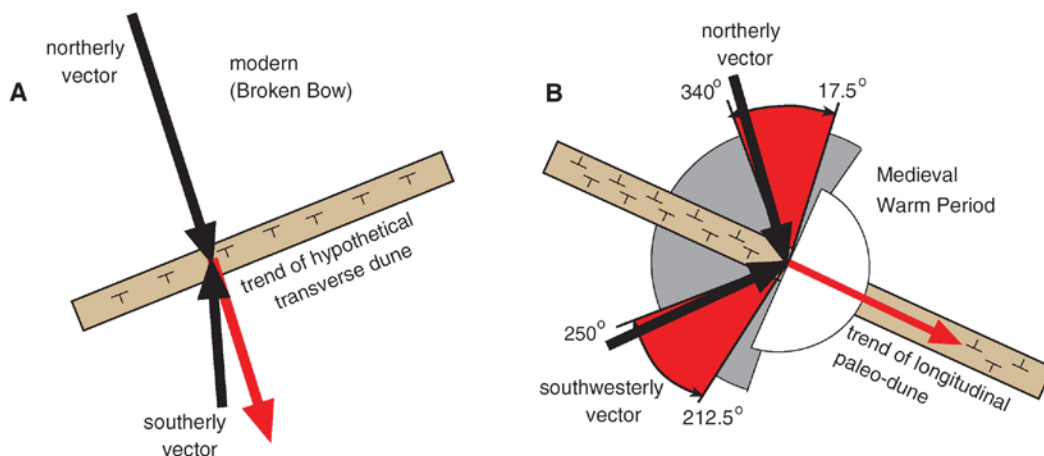 A
northerly
vector
modern
(Broken Bow)
trend of hypothetical
transverse dune
southerly
vector
B
northerly
vector
340°
17.5°
Medieval
Warm Period
250°
southwesterly
vector
212.5°
trend of longitudinal
paleo-dune